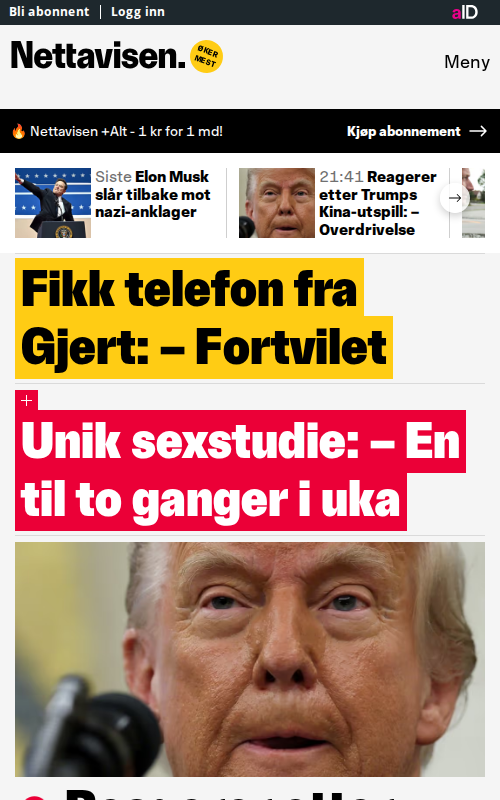 Bli abonnent
Logg inn
aID
Nettavisen.
ØKER
MEST
Meny
🔥 Nettavisen +Alt - 1 kr for 1 md!
Kjøp abonnement
Siste Elon Musk
slår tilbake mot
nazi-anklager
21:41 Reagerer
etter Trumps
Kina-utspill: –
Overdrivelse
Fikk telefon fra
Gjert: – Fortvilet
Unik sexstudie: – En
til to ganger i uka